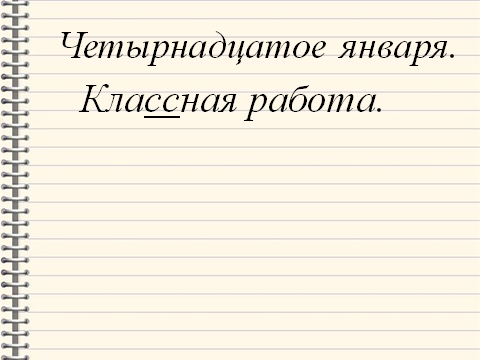 Четырнадцатое января.
Классная работа.